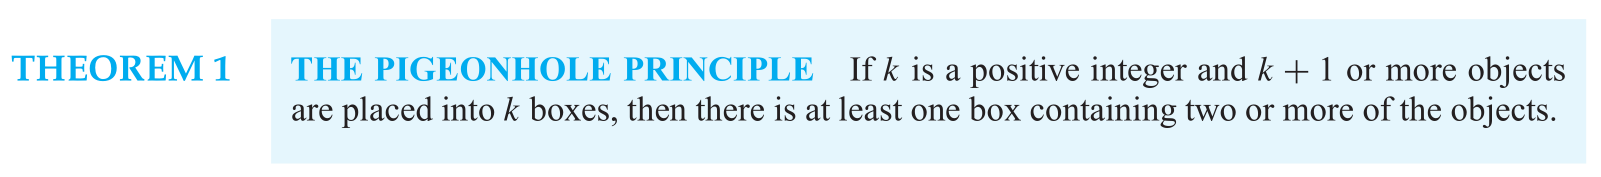 THEOREM 1 THE PIGEONHOLE PRINCIPLE If k is a positive integer and k + 1 or more objects
are placed into k boxes, then there is at least one box containing two or more of the objects.